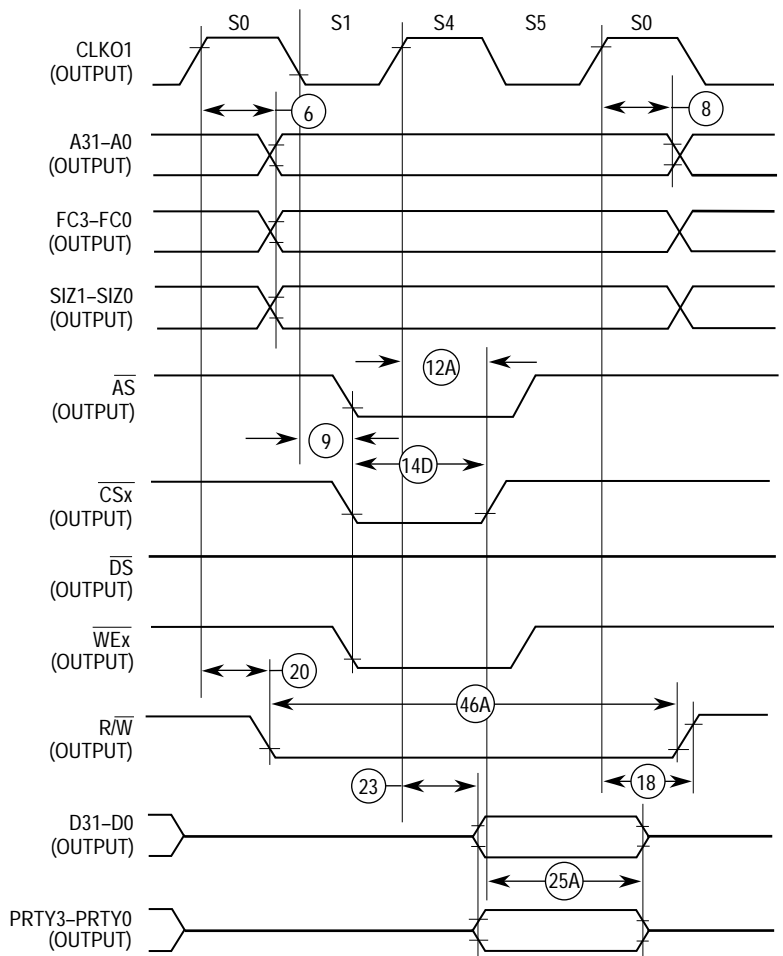 S0 S1 S4 S5 S0
CLKO1
(OUTPUT)
6 8
A31–A0
(OUTPUT)
FC3–FC0
(OUTPUT)
SIZ1–SIZ0
(OUTPUT)
12A
AS
(OUTPUT)
9 14D
CSx
(OUTPUT)
DS
(OUTPUT)
WEx
(OUTPUT)
20
46A
R/W
(OUTPUT)
23 18
D31–D0
(OUTPUT)
25A
PRTY3–PRTY0
(OUTPUT)